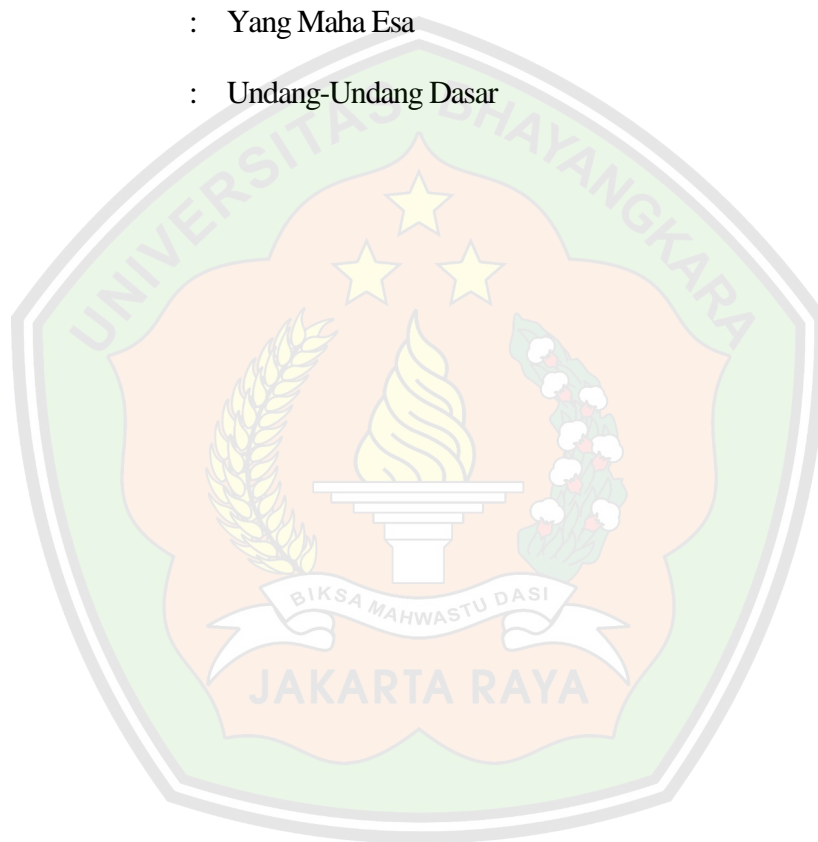 : Yang Maha Esa
: Undang-Undang Dasar
UNIVERSITAS BHAYANGKARA
BIKSA MAHWASTU DASI
JAKARTA RAYA